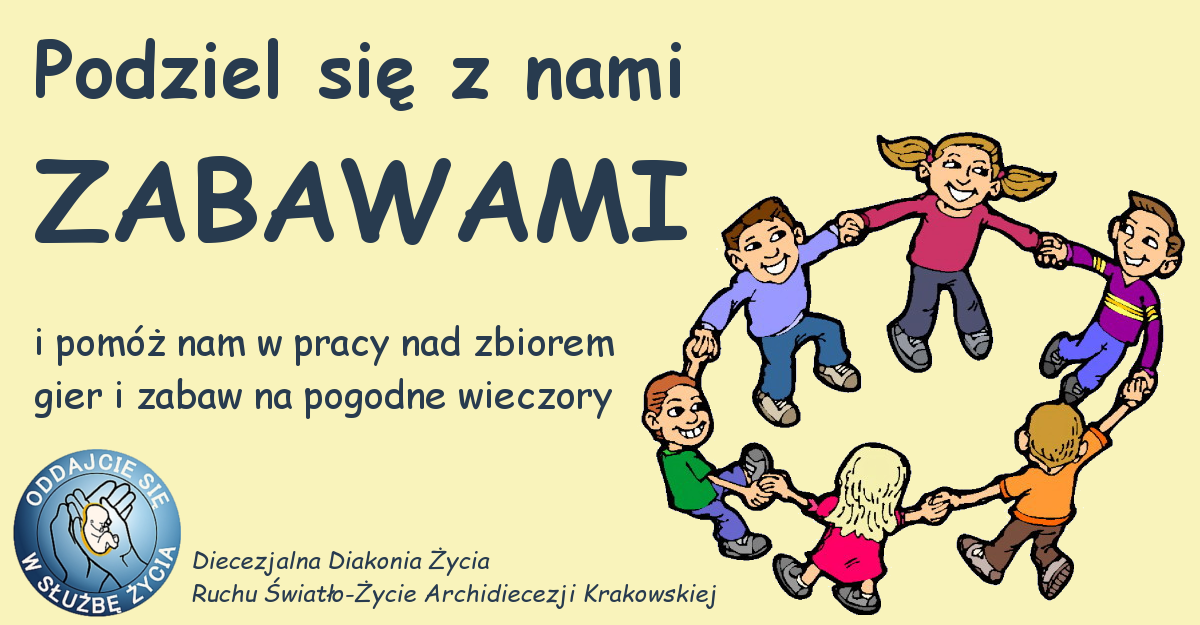 Podziel się z nami
ZABAWAMI
i pomóż nam w pracy nad zbiorem
gier i zabaw na pogodne wieczory
ODDAJCIE SIĘ
W SŁUŻBĘ ŻYCIA
Diecezjalna Diakonia Życia
Ruchu Światło-Życie Archidiecezji Krakowskiej